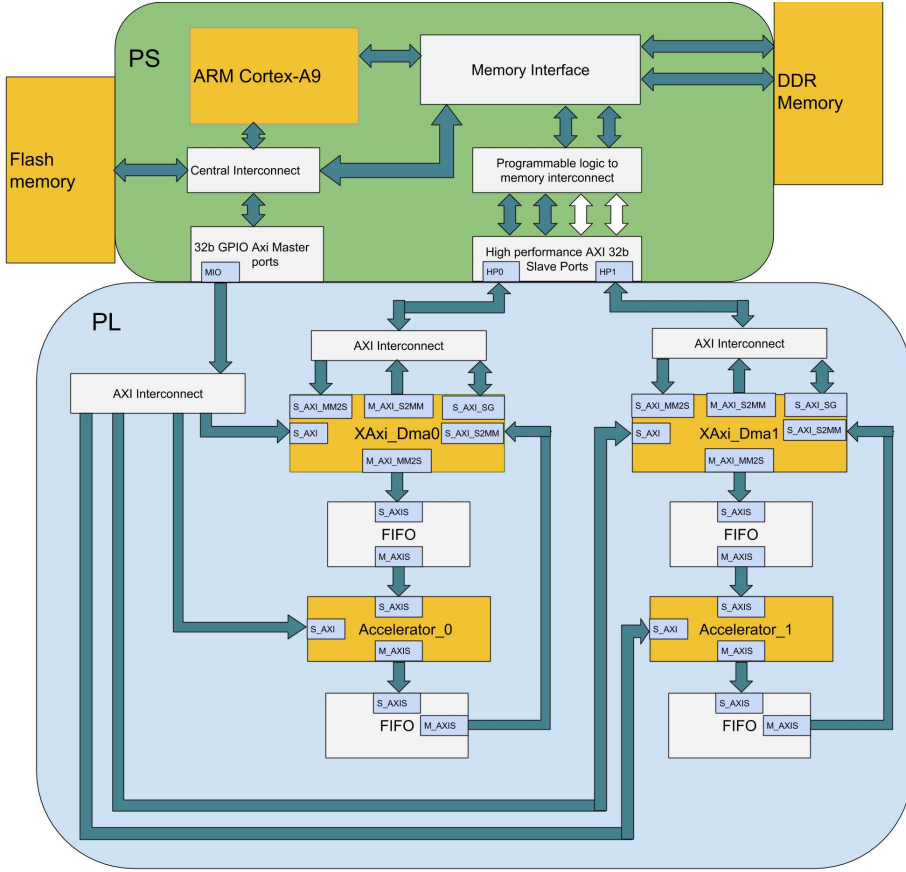 PS
ARM Cortex-A9
Memory Interface
DDR
Memory
Flash
memory
Central Interconnect
Programmable logic to
memory interconnect
32b GPIO Axi Master
ports
MIO
High performance AXI 32b
Slave Ports
HP0
HP1
PL
AXI Interconnect
AXI Interconnect
AXI Interconnect
S_AXI_MM2S
M_AXI_S2MM
S_AXI_SG
S_AXI
XAxi_Dma0
S_AXI_S2MM
M_AXI_MM2S
S_AXI_MM2S
M_AXI_S2MM
S_AXI_SG
S_AXI
XAxi_Dma1
S_AXI_S2MM
M_AXI_MM2S
S_AXIS
FIFO
M_AXIS
S_AXIS
FIFO
M_AXIS
S_AXIS
S_AXI
Accelerator_0
M_AXIS
S_AXIS
S_AXI
Accelerator_1
M_AXIS
S_AXIS
FIFO
M_AXIS
S_AXIS
FIFO
M_AXIS